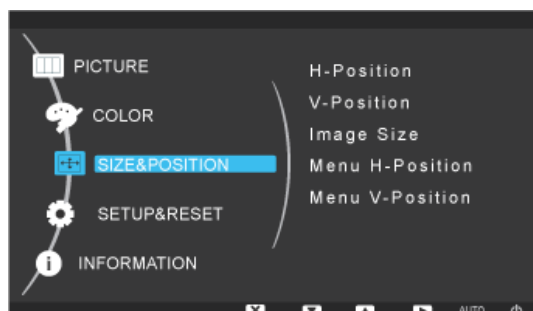 PICTURE
COLOR
SIZE&POSITION
SETUP&RESET
INFORMATION
H-Position
V-Position
Image Size
Menu H-Position
Menu V-Position
AUTO